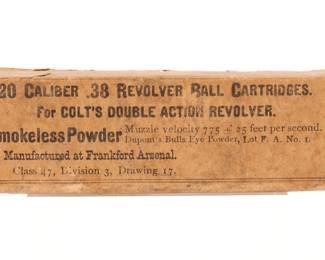 20 CALIBER .38 REVOLVER BALL CARTRIDGES.
FOR COLT'S DOUBLE ACTION REVOLVER.
mokeless Powder Muzzle velocity 775 ± 25 feet per second.
Dupont's Bulls Eye Powder, Lot F. A. No. 1.
Manufactured at Frankford Arsenal.
Class 47, Division 3, Drawing 17.